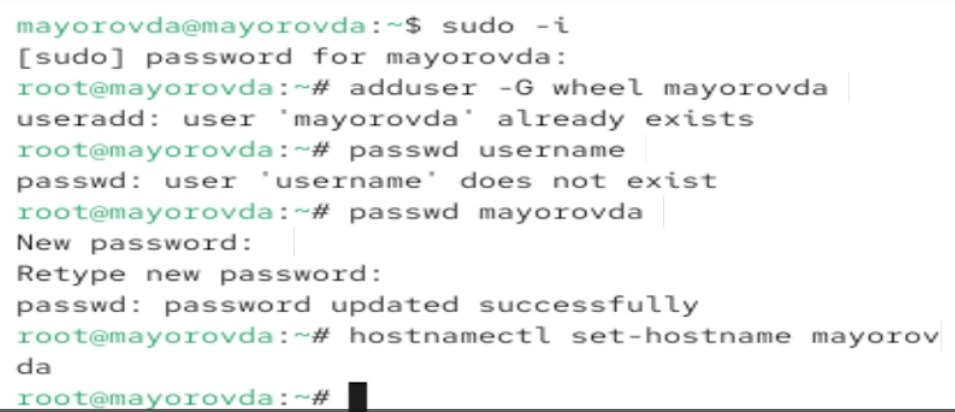 mayorovda@mayorovda:~$ sudo -i
[sudo] password for mayorovda:
root@mayorovda:~# adduser -G wheel mayorovda
useradd: user 'mayorovda' already exists
root@mayorovda:~# passwd username
passwd: user 'username' does not exist
root@mayorovda:~# passwd mayorovda
New password:
Retype new password:
passwd: password updated successfully
root@mayorovda:~# hostnamectl set-hostname mayorov
da
root@mayorovda:~#